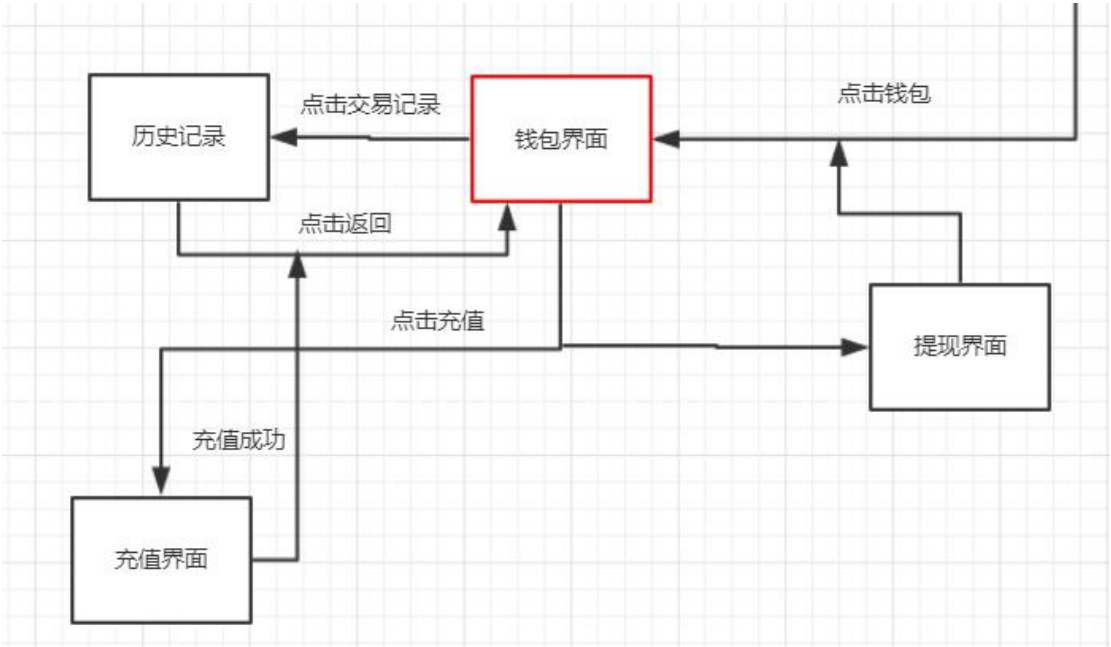 点击钱包
点击交易记录
历史记录
钱包界面
点击返回
点击充值
提现界面
充值成功
充值界面